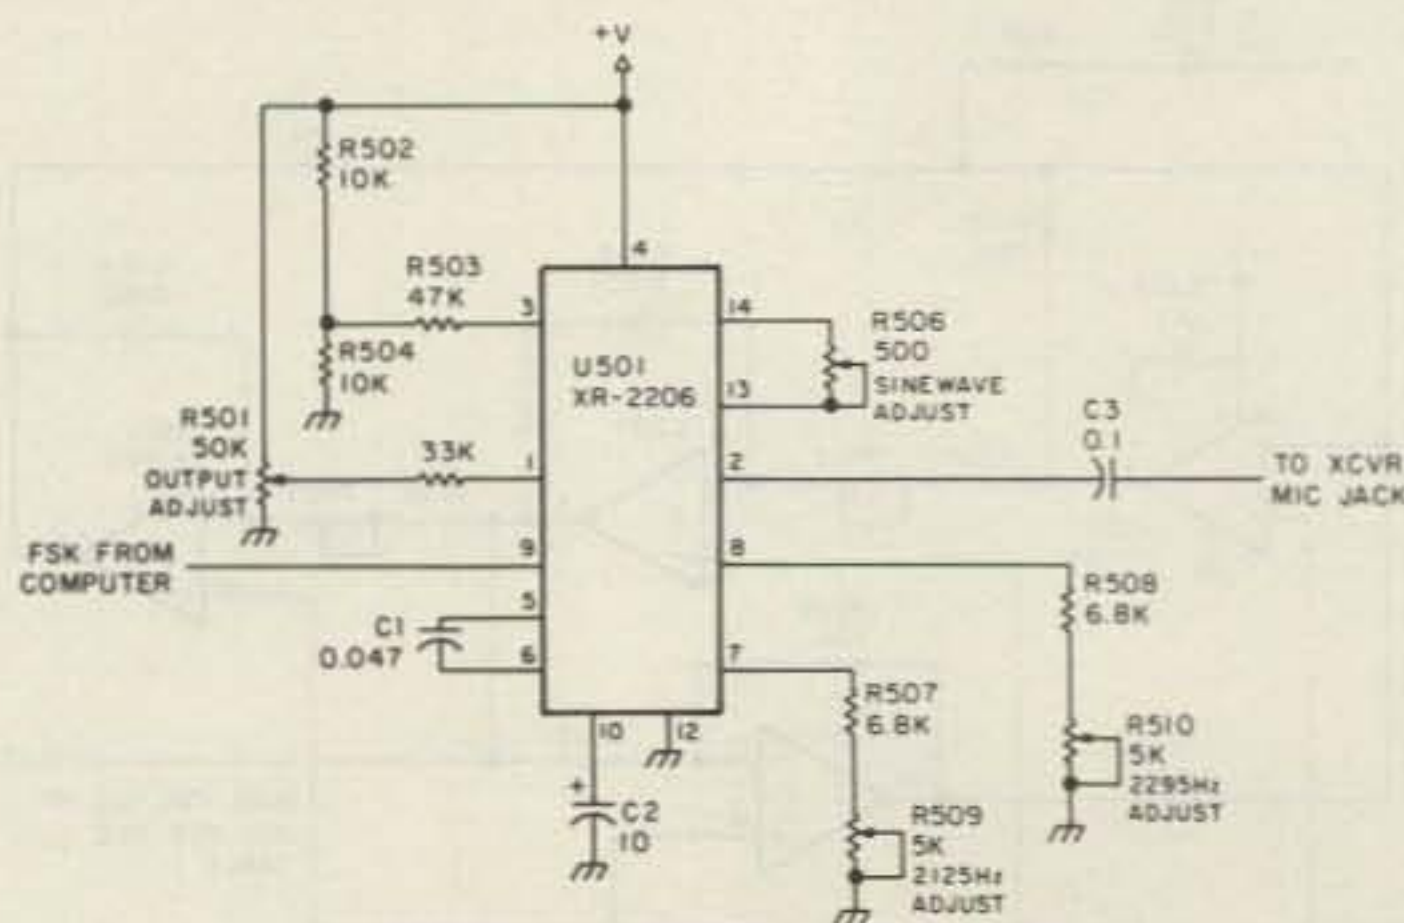 +V
R502
10K
4
R503
47K
3
14
R506
500
SINEWAVE
ADJUST
R504
10K
U501
XR-2206
13
R501
50K
OUTPUT
ADJUST
33K
1
2
C3
0.1
TO XCVR
MIC JACK
FSK FROM
COMPUTER
9
8
R508
6.8K
5
C1
0.047
6
7
R507
6.8K
10
12
R510
5K
2295Hz
ADJUST
+
C2
10
R509
5K
2125Hz
ADJUST